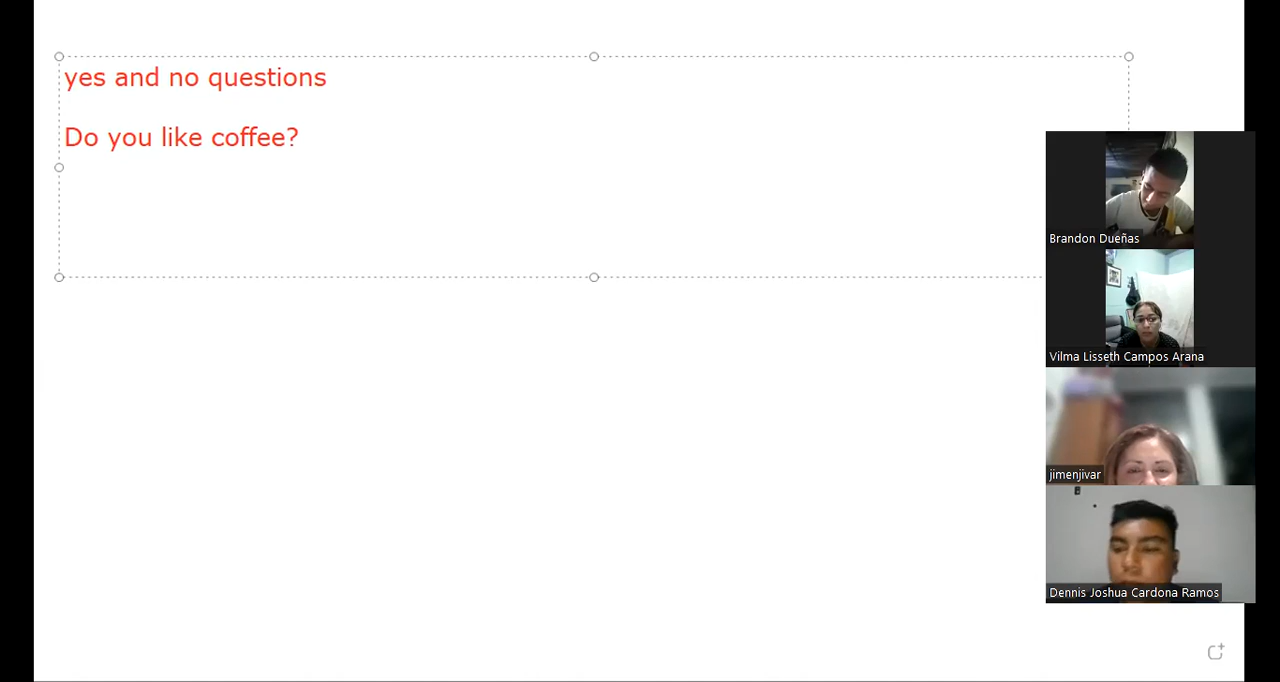 yes and no questions
Do you like coffee?
Brandon Dueñas
Vilma Lisseth Campos Arana
jimenjivar
Dennis Joshua Cardona Ramos